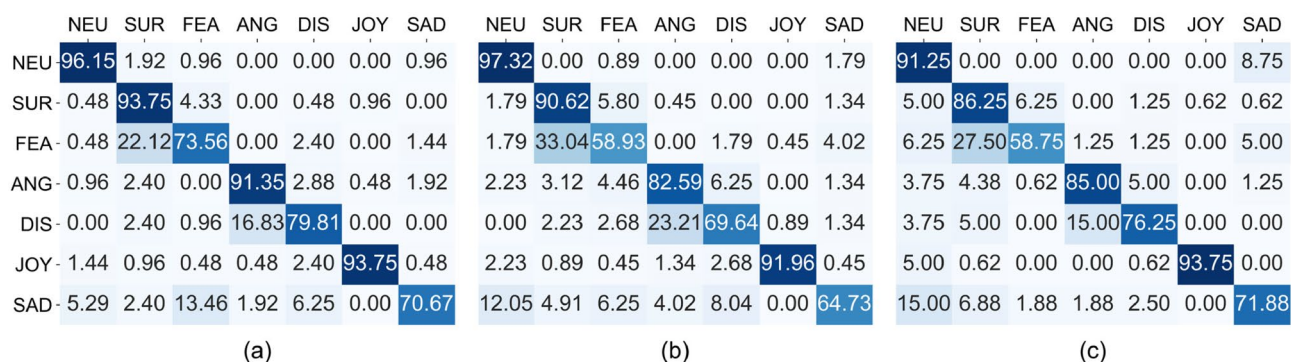 NEU SUR FEA ANG DIS JOY SAD NEU SUR FEA ANG DIS JOY SAD NEU SUR FEA ANG DIS JOY SAD
NEU 96.15 1.92 0.96 0.00 0.00 0.00 0.96 97.32 0.00 0.89 0.00 0.00 0.00 1.79 91.25 0.00 0.00 0.00 0.00 0.00 8.75
SUR 0.48 93.75 4.33 0.00 0.48 0.96 0.00 1.79 90.62 5.80 0.45 0.00 0.00 1.34 5.00 86.25 6.25 0.00 1.25 0.62 0.62
FEA 0.48 22.12 73.56 0.00 2.40 0.00 1.44 1.79 33.04 58.93 0.00 1.79 0.45 4.02 6.25 27.50 58.75 1.25 1.25 0.00 5.00
ANG 0.96 2.40 0.00 91.35 2.88 0.48 1.92 2.23 3.12 4.46 82.59 6.25 0.00 1.34 3.75 4.38 0.62 85.00 5.00 0.00 1.25
DIS 0.00 2.40 0.96 16.83 79.81 0.00 0.00 0.00 2.23 2.68 23.21 69.64 0.89 1.34 3.75 5.00 0.00 15.00 76.25 0.00 0.00
JOY 1.44 0.96 0.48 0.48 2.40 93.75 0.48 2.23 0.89 0.45 1.34 2.68 91.96 0.45 5.00 0.62 0.00 0.00 0.62 93.75 0.00
SAD 5.29 2.40 13.46 1.92 6.25 0.00 70.67 12.05 4.91 6.25 4.02 8.04 0.00 64.73 15.00 6.88 1.88 1.88 2.50 0.00 71.88
(a) (b) (c)